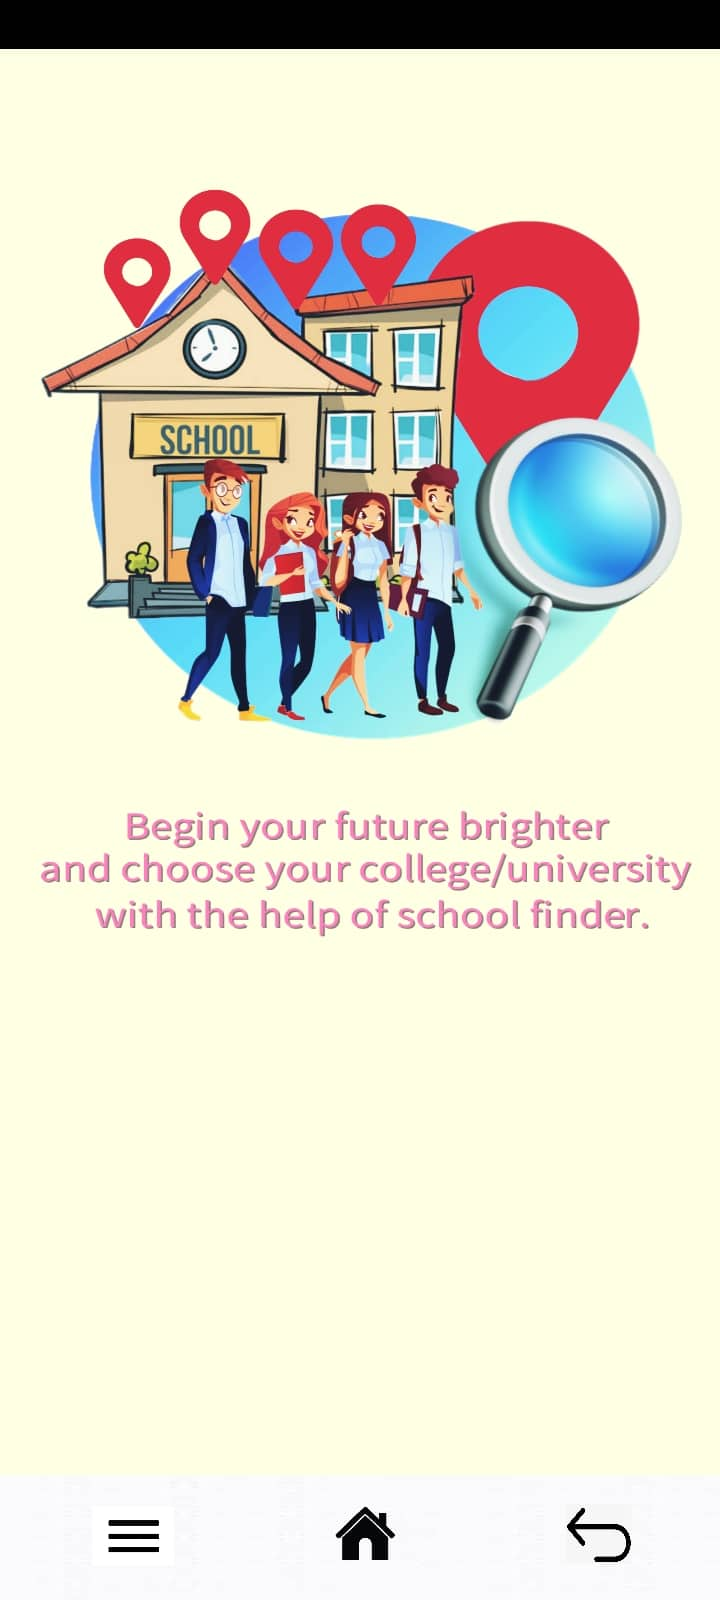 SCHOOL
Begin your future brighter
and choose your college/university
with the help of school finder.